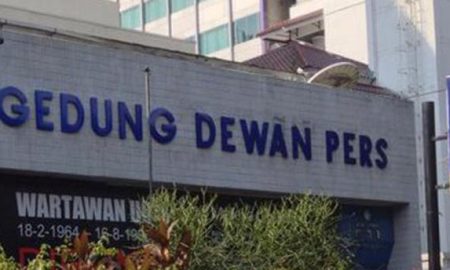 GEDUNG DEWAN PERS
WARTAWAN
18-2-1964